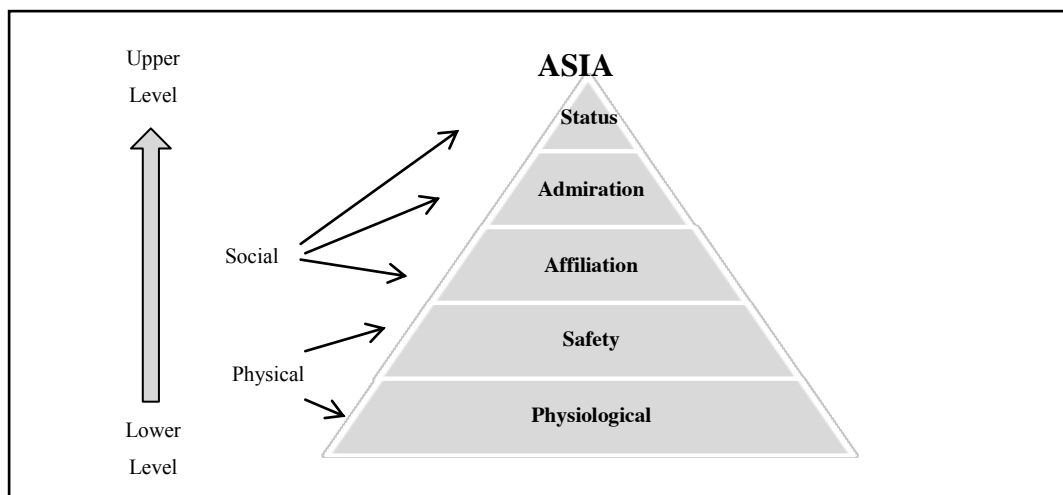 Upper
Level
ASIA
Status
Admiration
Social
Affiliation
Safety
Physical
Physiological
Lower
Level